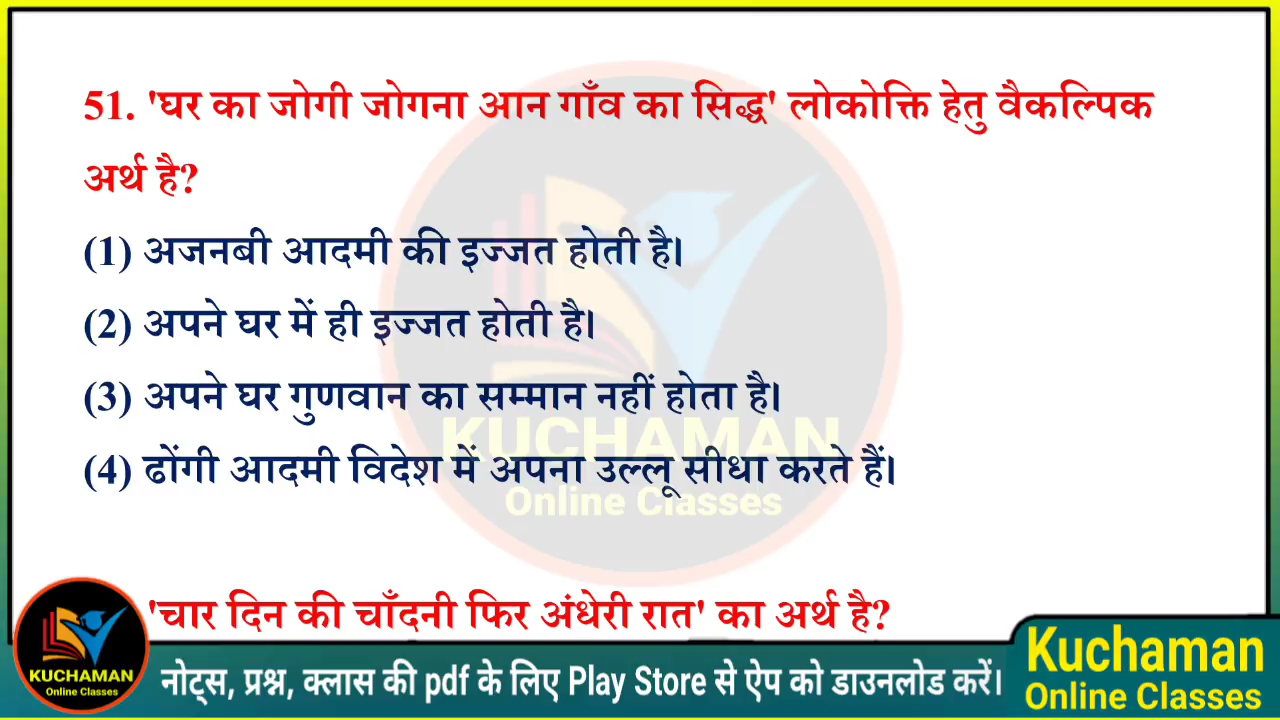 51. 'घर का जोगी जोगना आन गाँव का सिद्ध' लोकोक्ति हेतु वैकल्पिक
अर्थ है?
(1) अजनबी आदमी की इज्जत होती है।
(2) अपने घर में ही इज्जत होती है।
(3) अपने घर गुणवान का सम्मान नहीं होता है।
KUCHAMAN
(4) ढोंगी आदमी विदेश में अपना उल्लू सीधा करते हैं।
Online Classes
'चार दिन की चाँदनी फिर अंधेरी रात' का अर्थ है?
KUCHAMAN
Online Classes
नोट्स, प्रश्न, क्लास की pdf के लिए Play Store से ऐप को डाउनलोड करें।
Kuchaman
Online Classes